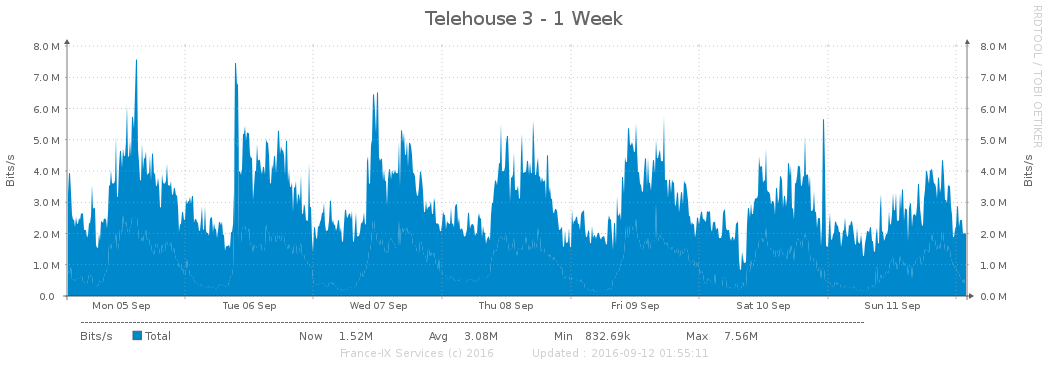 Telehouse 3 - 1 Week
RRDTOOL / TOBI OETIKER
Bits/s
8.0 M 8.0 M
7.0 M 7.0 M
6.0 M 6.0 M
5.0 M 5.0 M
4.0 M 4.0 M
3.0 M 3.0 M
2.0 M 2.0 M
1.0 M 1.0 M
0.0 0.0 M
Bits/s
Mon 05 Sep Tue 06 Sep Wed 07 Sep Thu 08 Sep Fri 09 Sep Sat 10 Sep Sun 11 Sep
Bits/s Total Now 1.52M Avg 3.08M Min 832.69k Max 7.56M
France-IX Services (c) 2016 Updated : 2016-09-12 01:55:11